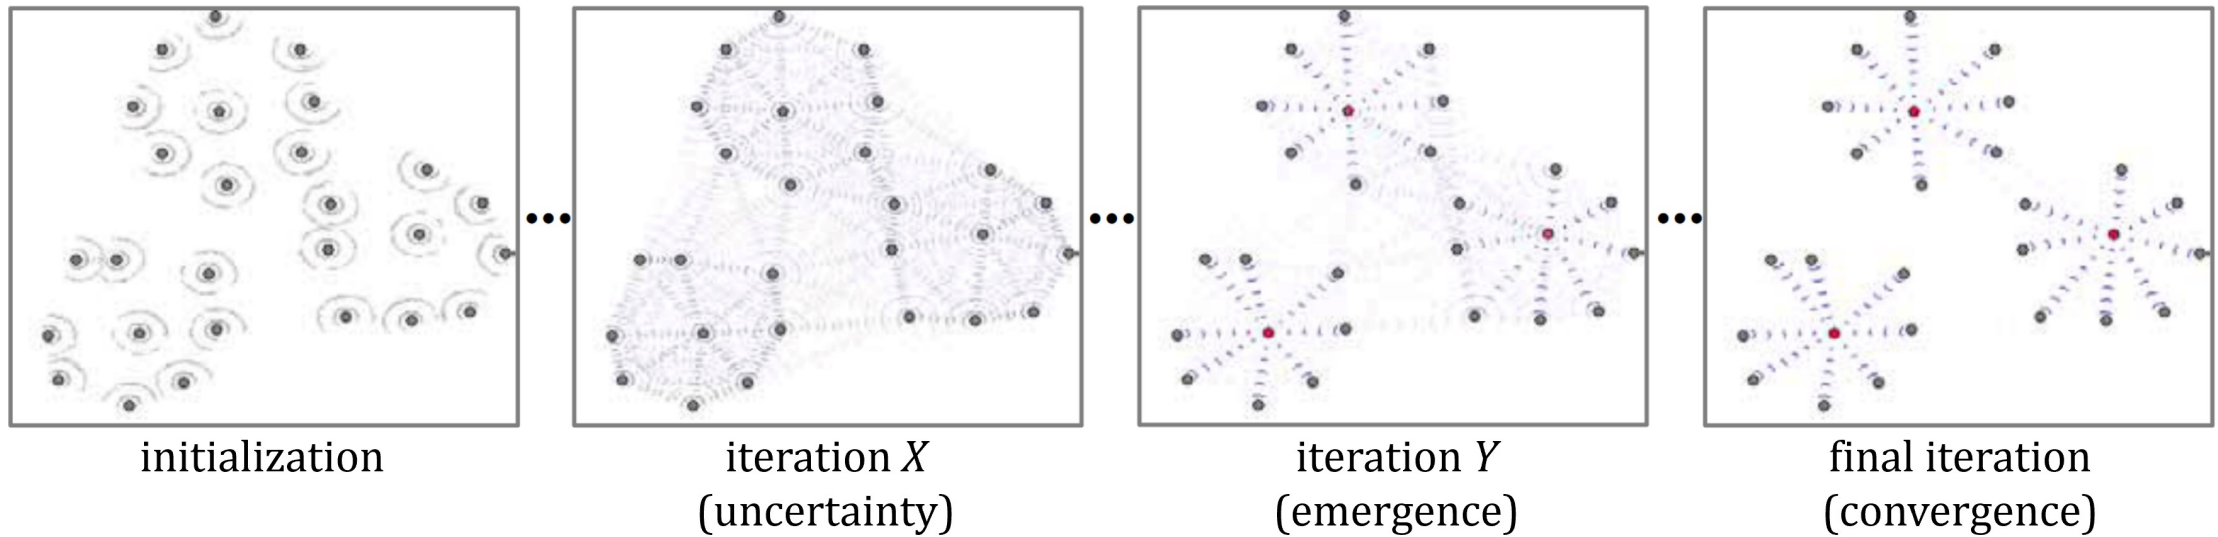 initialization
iteration X
(uncertainty)
iteration Y
(emergence)
final iteration
(convergence)